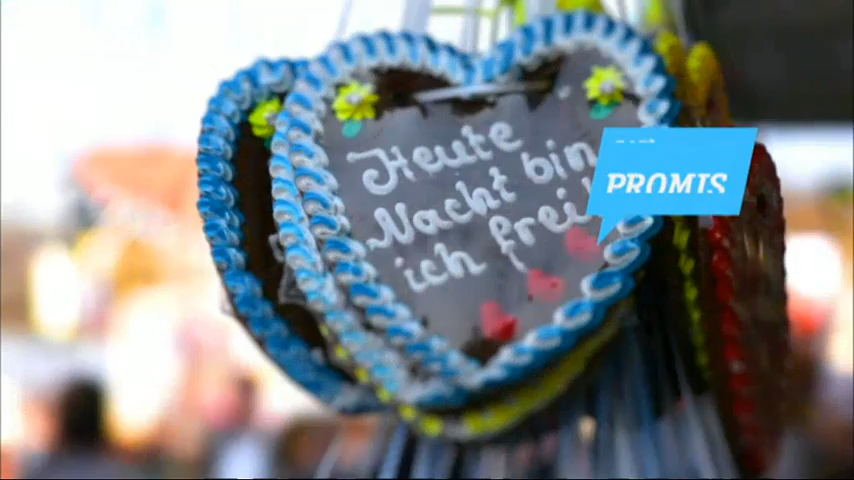 Heute
Nacht bin
ich frei
PROMIS